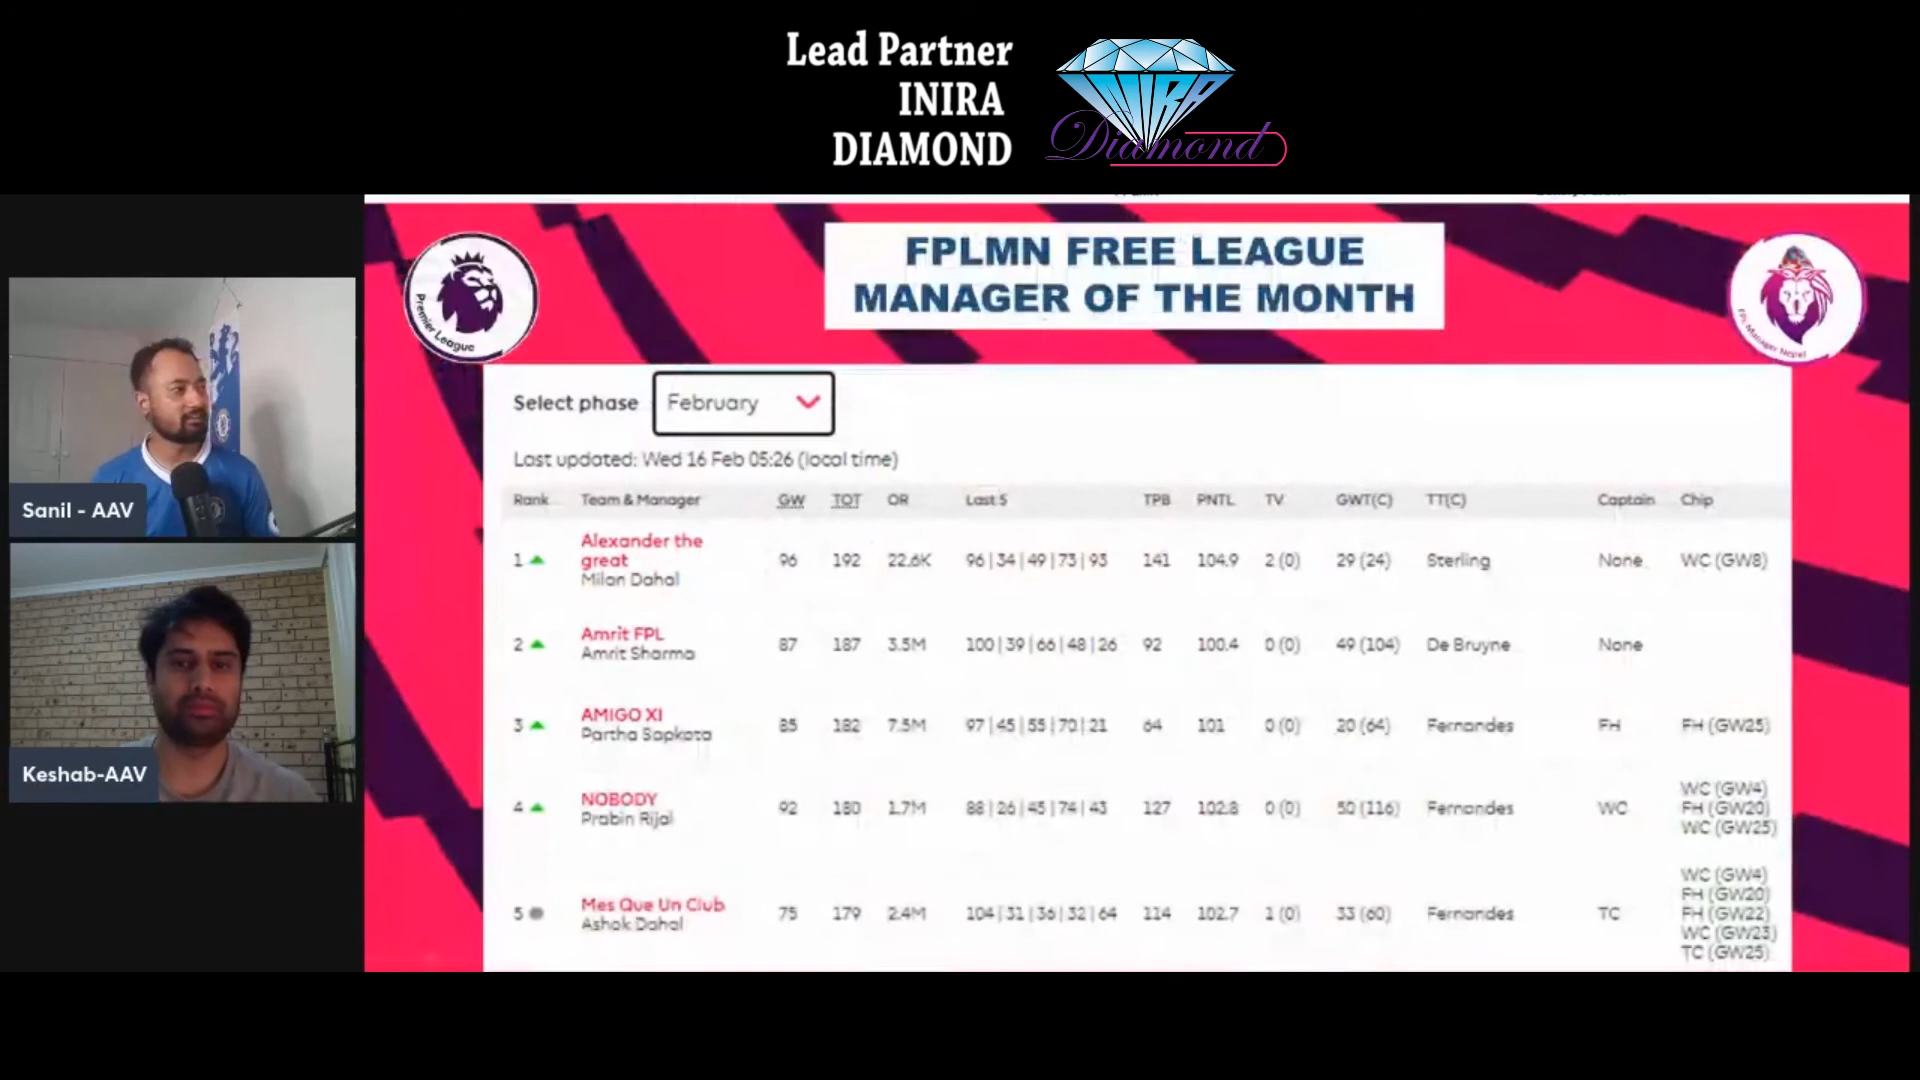 Lead Partner
INIRA
DIAMOND
Diamond
Premier League
FPLMN FREE LEAGUE
MANAGER OF THE MONTH
FPL Manager Nepal
Select phase February
Last updated: Wed 16 Feb 05:26 (local time)
Rank Team & Manager GW TOT OR Last 5 TPB PNTL TV GWT(C) TT(C) Captain Chip
Alexander the
1 great 96 192 22.6K 96|34|49|73|93 141 104.9 2 (0) 29 (24) Sterling None WC (GW8)
Milan Dahal
Amrit FPL
2 87 187 3.5M 100|39|66|48|26 92 100.4 0 (0) 49 (104) De Bruyne None
Amrit Sharma
AMIGO XI
3 85 182 7.5M 97|45|55|70|21 64 101 0 (0) 20 (64) Fernandes FH FH (GW25)
Partha Sapkota
WC (GW4)
NOBODY
4 92 180 1.7M 88|26|45|74|43 127 102.8 0 (0) 50 (116) Fernandes WC FH (GW20)
Prabin Rijal
WC (GW25)
WC (GW4)
FH (GW20)
Mes Que Un Club
5 75 179 2.4M 104|31|36|32|64 114 102.7 1 (0) 33 (60) Fernandes TC FH (GW22)
Ashok Dahal
WC (GW23)
TC (GW25)
Sanil - AAV
Keshab-AAV